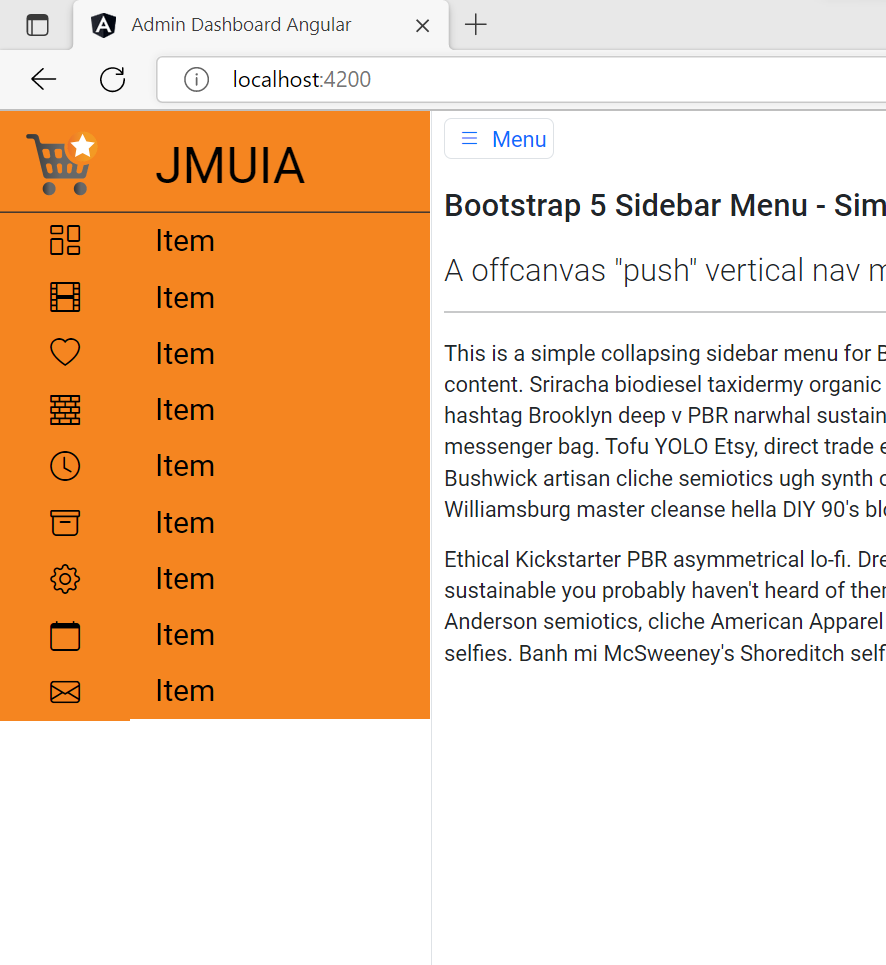 Admin Dashboard Angular
localhost:4200
JMUIA
Item
Item
Item
Item
Item
Item
Item
Item
Item
Menu
Bootstrap 5 Sidebar Menu - Sim
A offcanvas "push" vertical nav m
This is a simple collapsing sidebar menu for B
content. Sriracha biodiesel taxidermy organic
hashtag Brooklyn deep v PBR narwhal sustain
messenger bag. Tofu YOLO Etsy, direct trade e
Bushwick artisan cliche semiotics ugh synth c
Williamsburg master cleanse hella DIY 90's blo
Ethical Kickstarter PBR asymmetrical lo-fi. Dre
sustainable you probably haven't heard of ther
Anderson semiotics, cliche American Apparel
selfies. Banh mi McSweeney's Shoreditch self